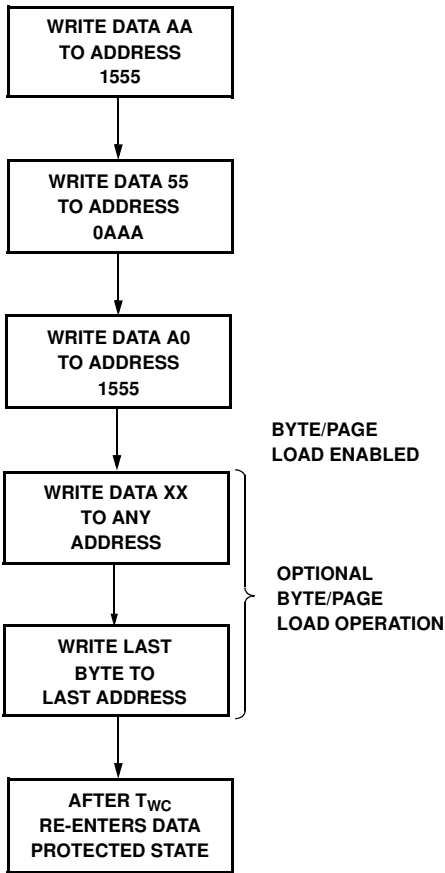 WRITE DATA AA
TO ADDRESS
1555
WRITE DATA 55
TO ADDRESS
0AAA
WRITE DATA A0
TO ADDRESS
1555
BYTE/PAGE
LOAD ENABLED
WRITE DATA XX
TO ANY
ADDRESS
OPTIONAL
BYTE/PAGE
LOAD OPERATION
WRITE LAST
BYTE TO
LAST ADDRESS
AFTER TWC
RE-ENTERS DATA
PROTECTED STATE